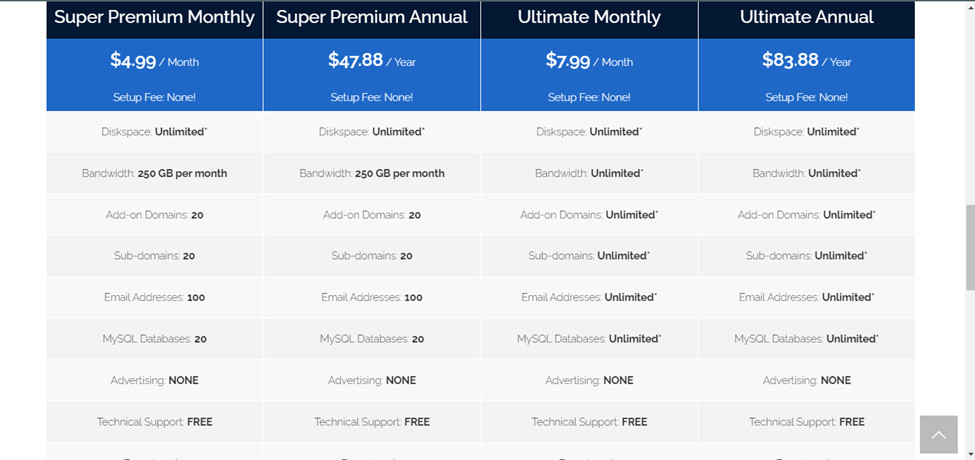 Super Premium Monthly Super Premium Annual Ultimate Monthly Ultimate Annual
$4.99 / Month $47.88 / Year $7.99 / Month $83.88 / Year
Setup Fee: None! Setup Fee: None! Setup Fee: None! Setup Fee: None!
Diskspace: Unlimited* Diskspace: Unlimited* Diskspace: Unlimited* Diskspace: Unlimited*
Bandwidth: 250 GB per month Bandwidth: 250 GB per month Bandwidth: Unlimited* Bandwidth: Unlimited*
Add-on Domains: 20 Add-on Domains: 20 Add-on Domains: Unlimited* Add-on Domains: Unlimited*
Sub-domains: 20 Sub-domains: 20 Sub-domains: Unlimited* Sub-domains: Unlimited*
Email Addresses: 100 Email Addresses: 100 Email Addresses: Unlimited* Email Addresses: Unlimited*
MySQL Databases: 20 MySQL Databases: 20 MySQL Databases: Unlimited* MySQL Databases: Unlimited*
Advertising: NONE Advertising: NONE Advertising: NONE Advertising: NONE
Technical Support: FREE Technical Support: FREE Technical Support: FREE Technical Support: FREE